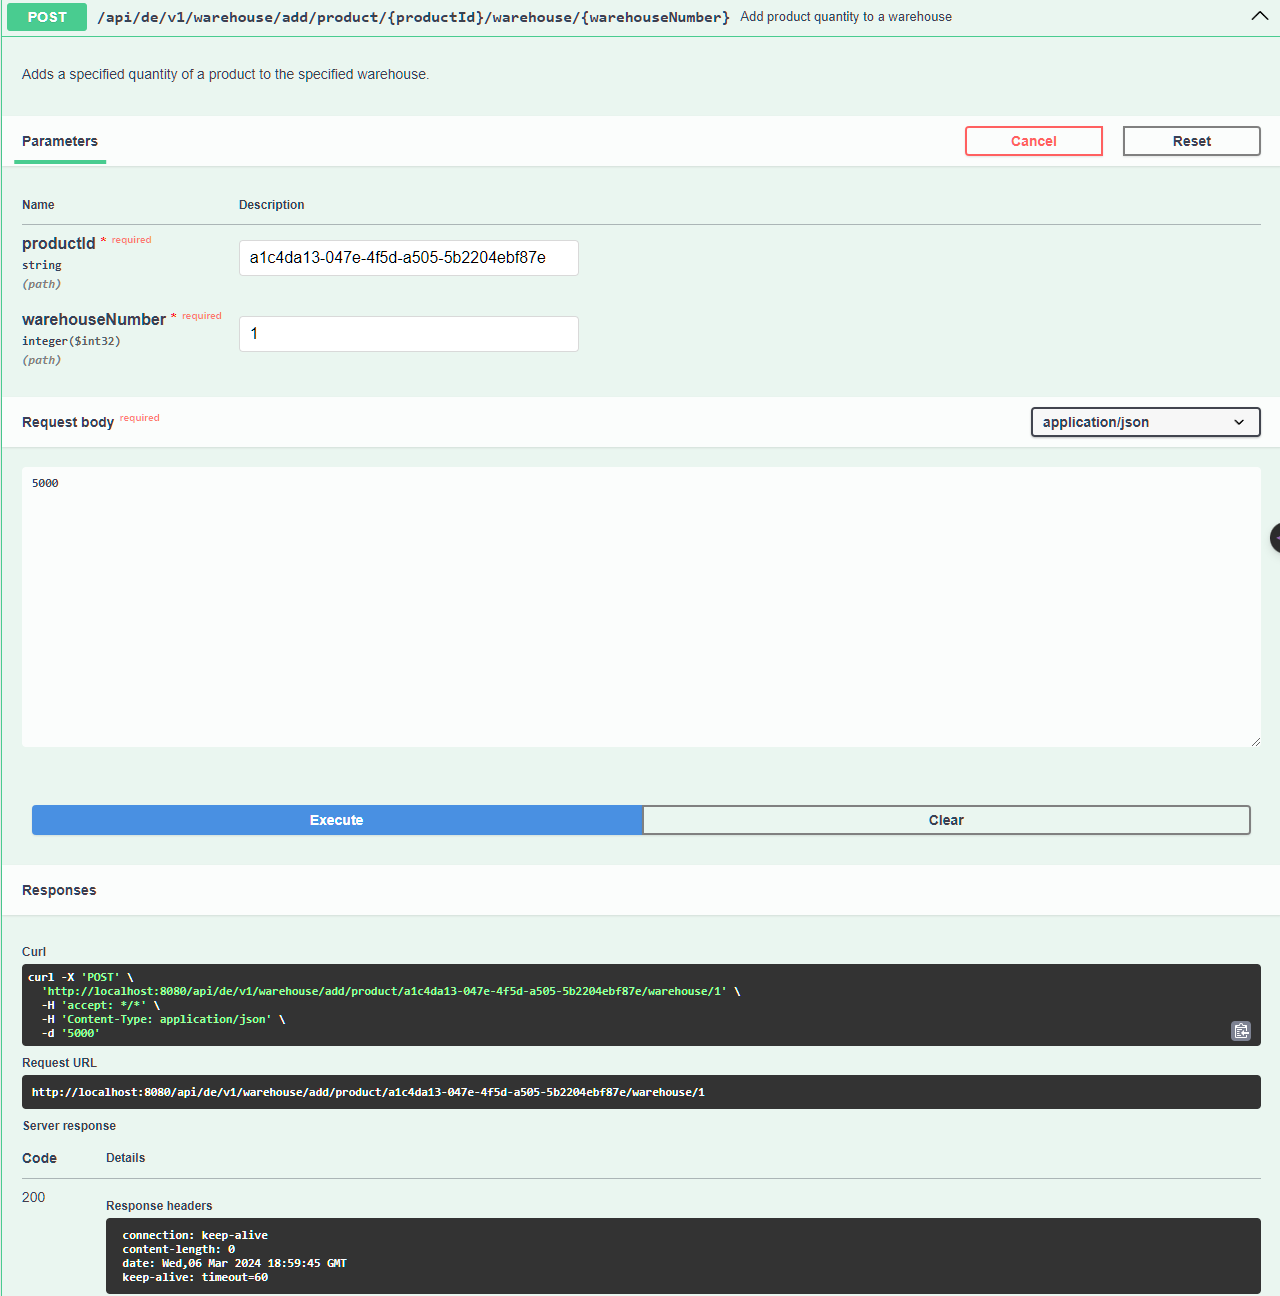 POST /api/de/v1/warehouse/add/product/{productId}/warehouse/{warehouseNumber} Add product quantity to a warehouse
Adds a specified quantity of a product to the specified warehouse.
Parameters Cancel Reset
Name Description
productId * required a1c4da13-047e-4f5d-a505-5b2204ebf87e
string
(path)
warehouseNumber * required 1
integer($int32)
(path)
Request body required application/json
5000
Execute Clear
Responses
Curl
curl -X 'POST' \
'http://localhost:8080/api/de/v1/warehouse/add/product/a1c4da13-047e-4f5d-a505-5b2204ebf87e/warehouse/1' \
-H 'accept: */*' \
-H 'Content-Type: application/json' \
-d '5000'
Request URL
http://localhost:8080/api/de/v1/warehouse/add/product/a1c4da13-047e-4f5d-a505-5b2204ebf87e/warehouse/1
Server response
Code Details
200
Response headers
connection: keep-alive
content-length: 0
date: Wed,06 Mar 2024 18:59:45 GMT
keep-alive: timeout=60